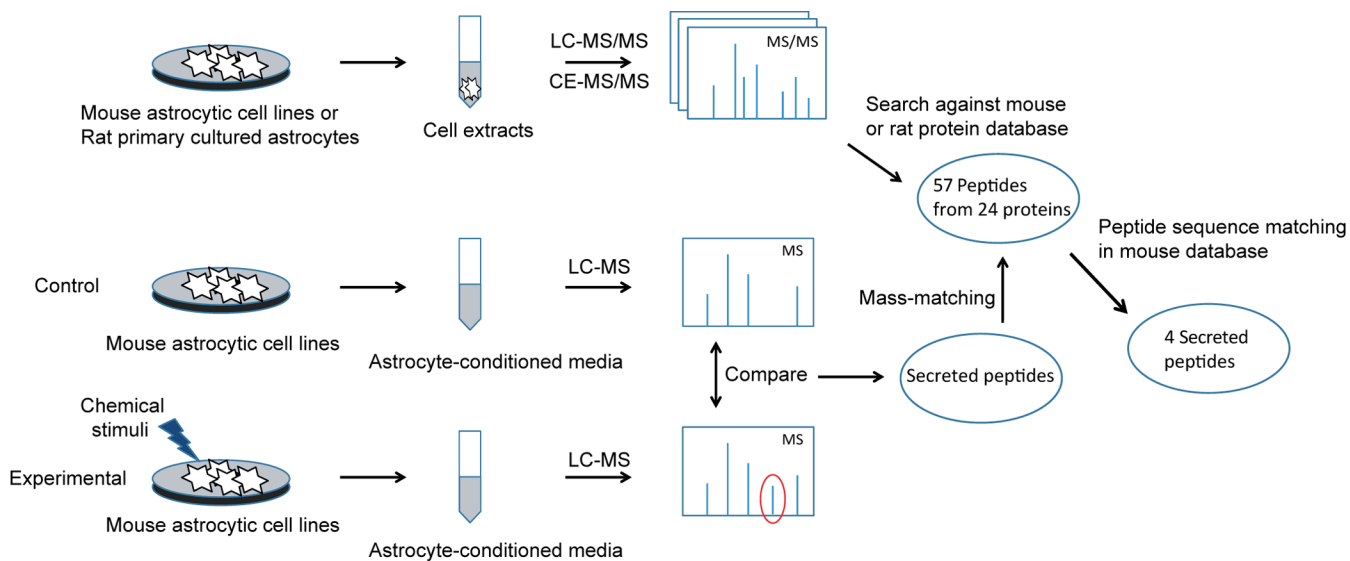 Mouse astrocytic cell lines or
Rat primary cultured astrocytes
Cell extracts
LC-MS/MS
CE-MS/MS
MS/MS
Search against mouse
or rat protein database
57 Peptides
from 24 proteins
Peptide sequence matching
in mouse database
4 Secreted
peptides
Control
Mouse astrocytic cell lines
Astrocyte-conditioned media
LC-MS
MS
Mass-matching
Compare
Secreted peptides
Chemical
stimuli
Experimental
Mouse astrocytic cell lines
Astrocyte-conditioned media
LC-MS
MS